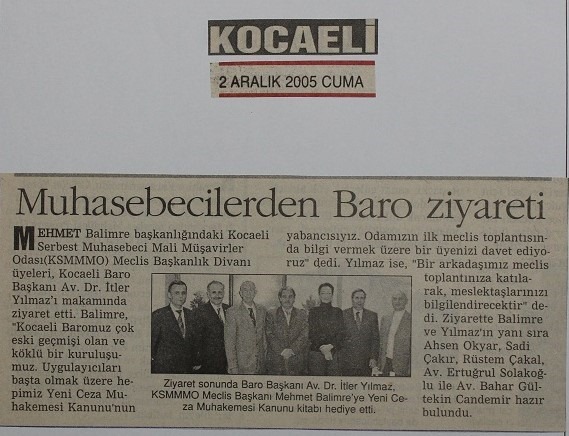 KOCAELİ
2 ARALIK 2005 CUMA
Muhasebecilerden Baro ziyareti
MEHMET Balimre başkanlığındaki Kocaeli
Serbest Muhasebeci Mali Müşavirler
Odası(KSMMMO) Meclis Başkanlık Divanı
üyeleri, Kocaeli Baro
Başkanı Av. Dr. İtler
Yılmaz'ı makamında
ziyaret etti. Balimre,
"Kocaeli Baromuz çok
eski geçmişi olan ve
köklü bir kuruluşu-
muz. Uygulayıcıları
başta olmak üzere he-
pimiz Yeni Ceza Mu-
hakemesi Kanunu'nun
yabancısıyız. Odamızın ilk meclis toplantısın-
da bilgi vermek üzere bir üyenizi davet ediyo-
ruz" dedi. Yılmaz ise, "Bir arkadaşımız meclis
toplantınıza katıla-
rak, meslektaşlarınızı
bilgilendirecektir" de-
di. Ziyarette Balimre
ve Yılmaz'ın yanı sıra
Ahsen Okyar, Sadi
Çakır, Rüstem Çakal,
Av. Ertuğrul Solakoğ-
lu ile Av. Bahar Gül-
tekin Candemir hazır
bulundu.
Ziyaret sonunda Baro Başkanı Av. Dr. İtler Yılmaz,
KSMMMO Meclis Başkanı Mehmet Balimre'ye Yeni Ce-
za Muhakemesi Kanunu kitabı hediye etti.